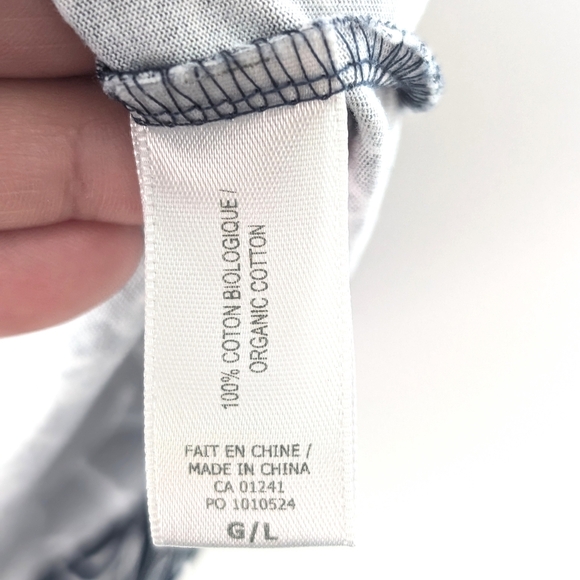 100% COTON BIOLOGIQUE /
ORGANIC COTTON
FAIT EN CHINE /
MADE IN CHINA
CA 01241
PO 1010524
G/L